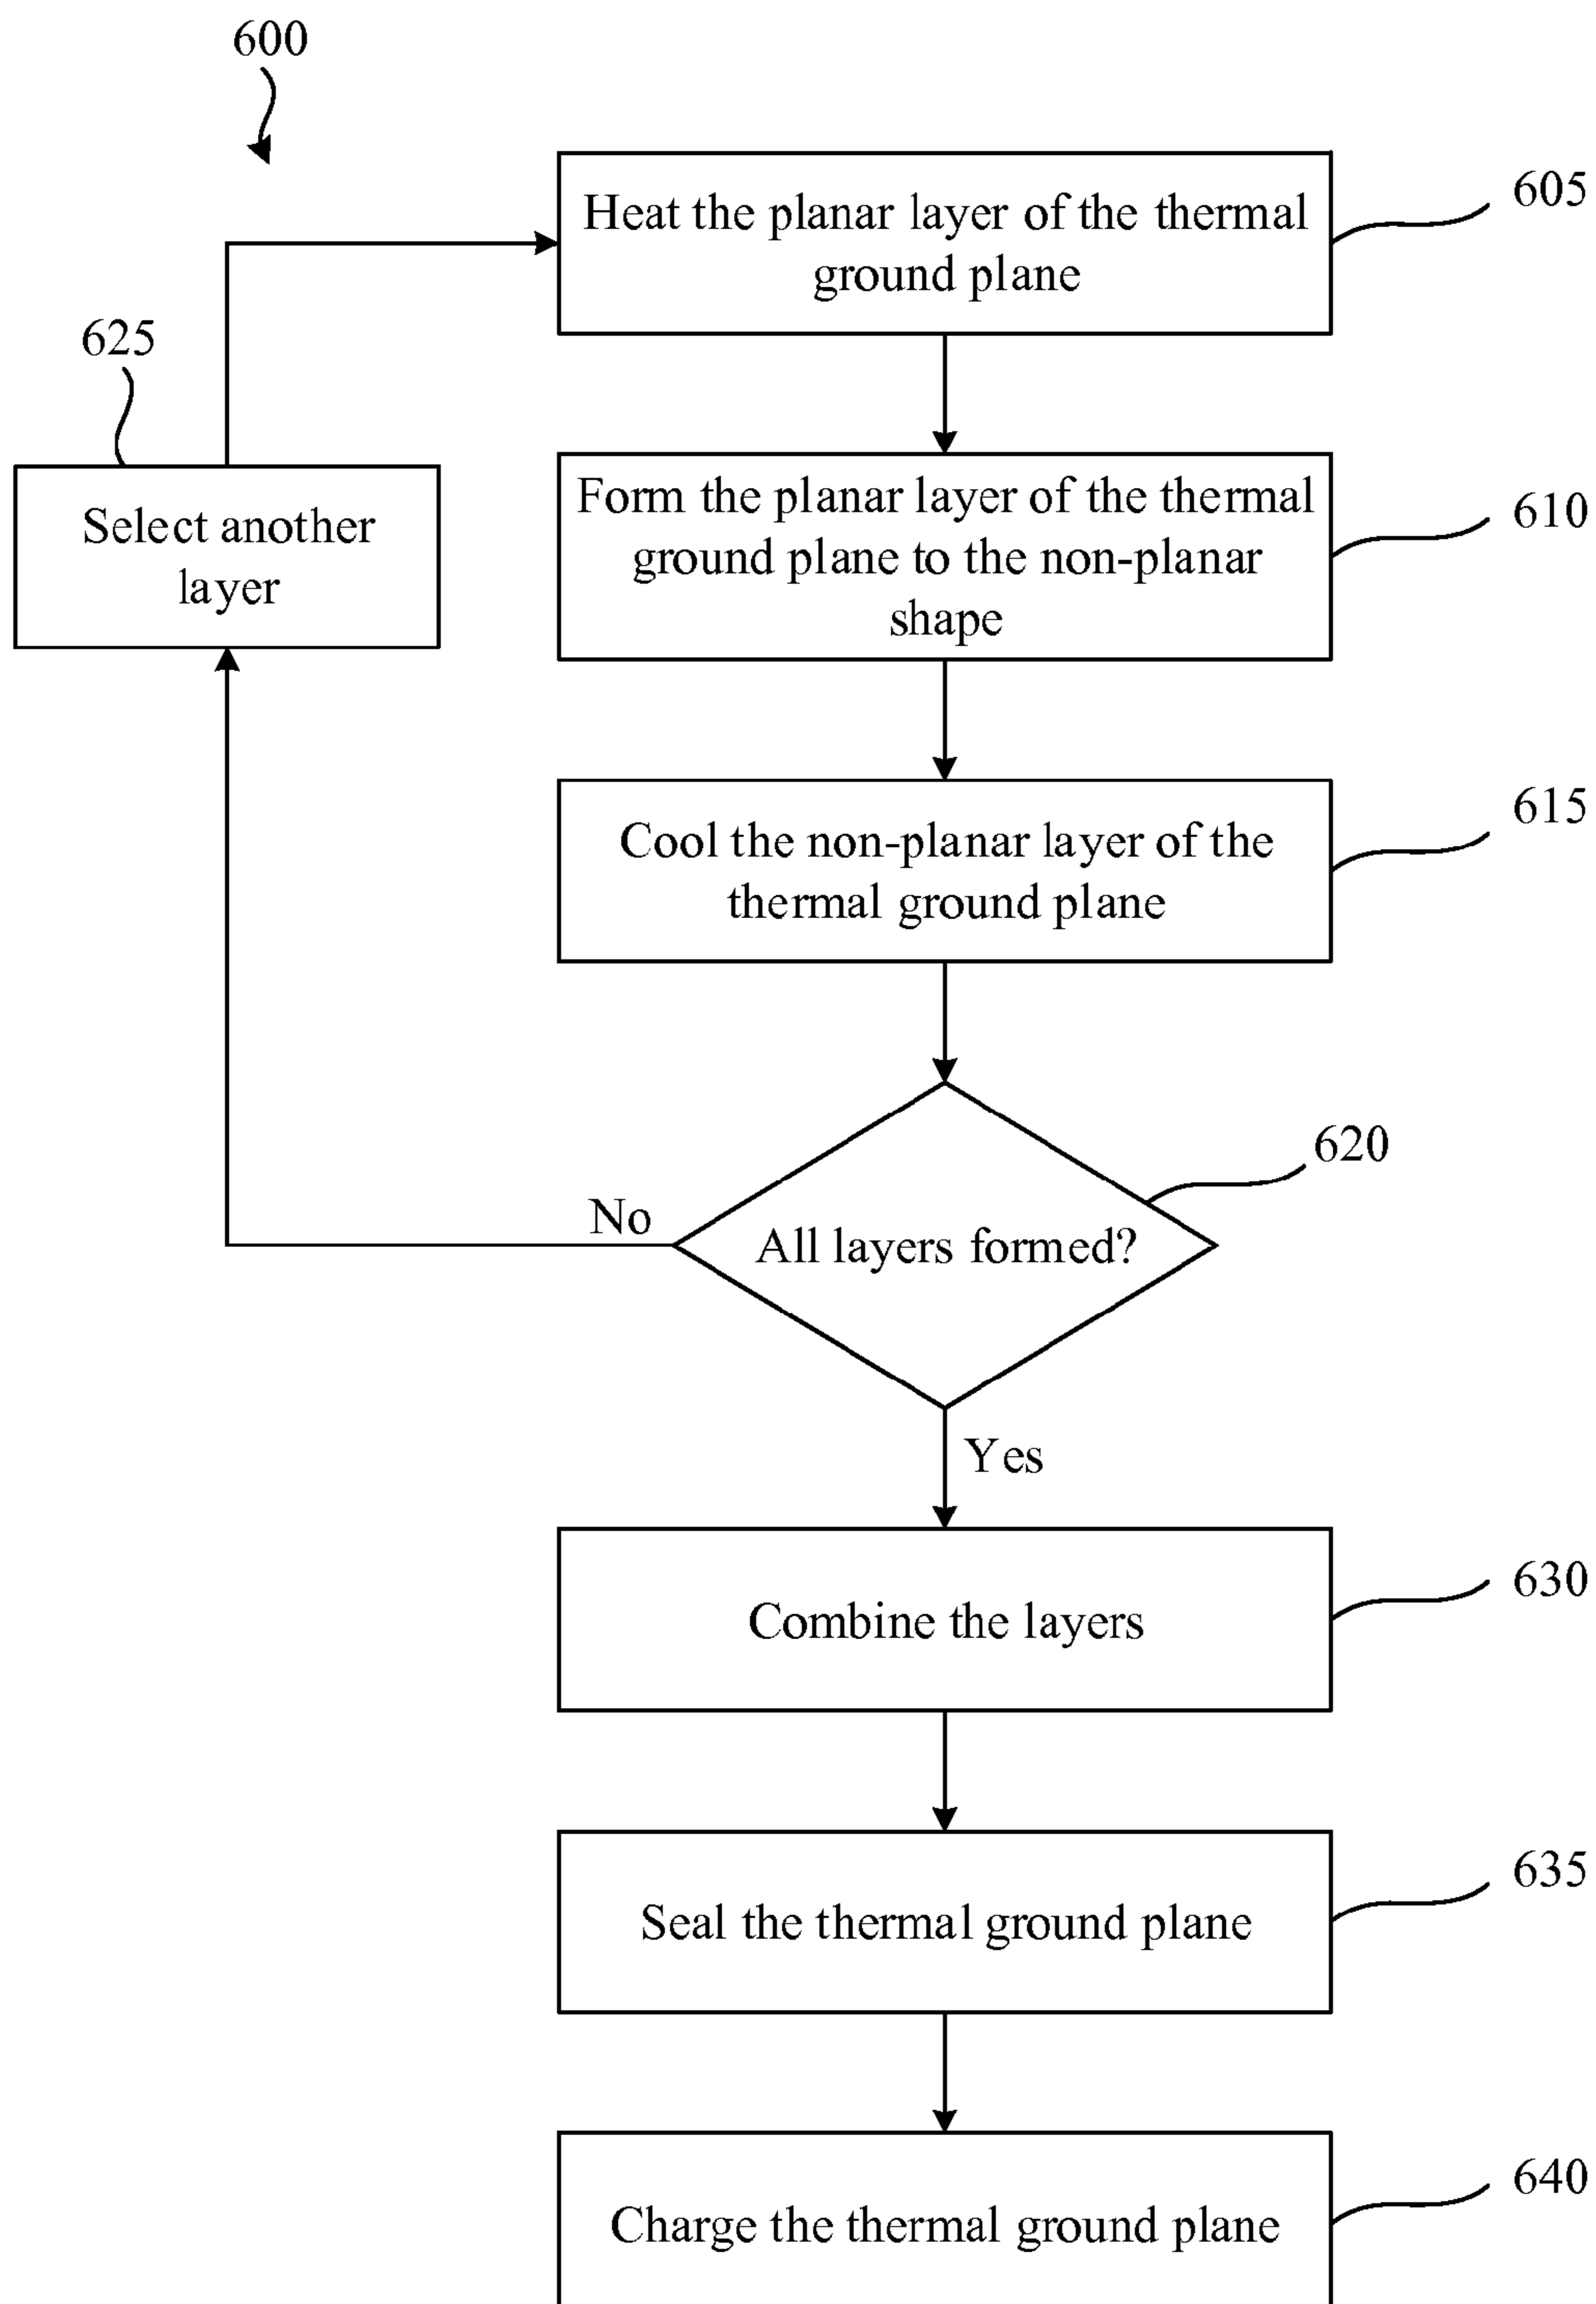 600
Heat the planar layer of the thermal
ground plane
605
625
Select another
layer
Form the planar layer of the thermal
ground plane to the non-planar
shape
610
Cool the non-planar layer of the
thermal ground plane
615
All layers formed?
620
No
Yes
Combine the layers
630
Seal the thermal ground plane
635
Charge the thermal ground plane
640